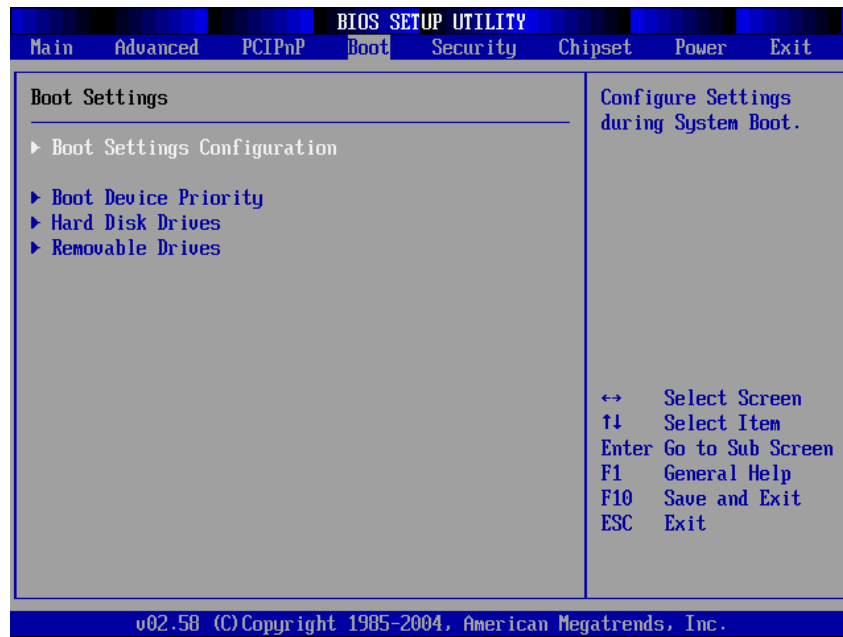 BIOS SETUP UTILITY
Main Advanced PCIPnP Boot Security Chipset Power Exit
Boot Settings
▶ Boot Settings Configuration
▶ Boot Device Priority
▶ Hard Disk Drives
▶ Removable Drives
Configure Settings
during System Boot.
↔ Select Screen
↑↓ Select Item
Enter Go to Sub Screen
F1 General Help
F10 Save and Exit
ESC Exit
v02.58 (C)Copyright 1985-2004, American Megatrends, Inc.